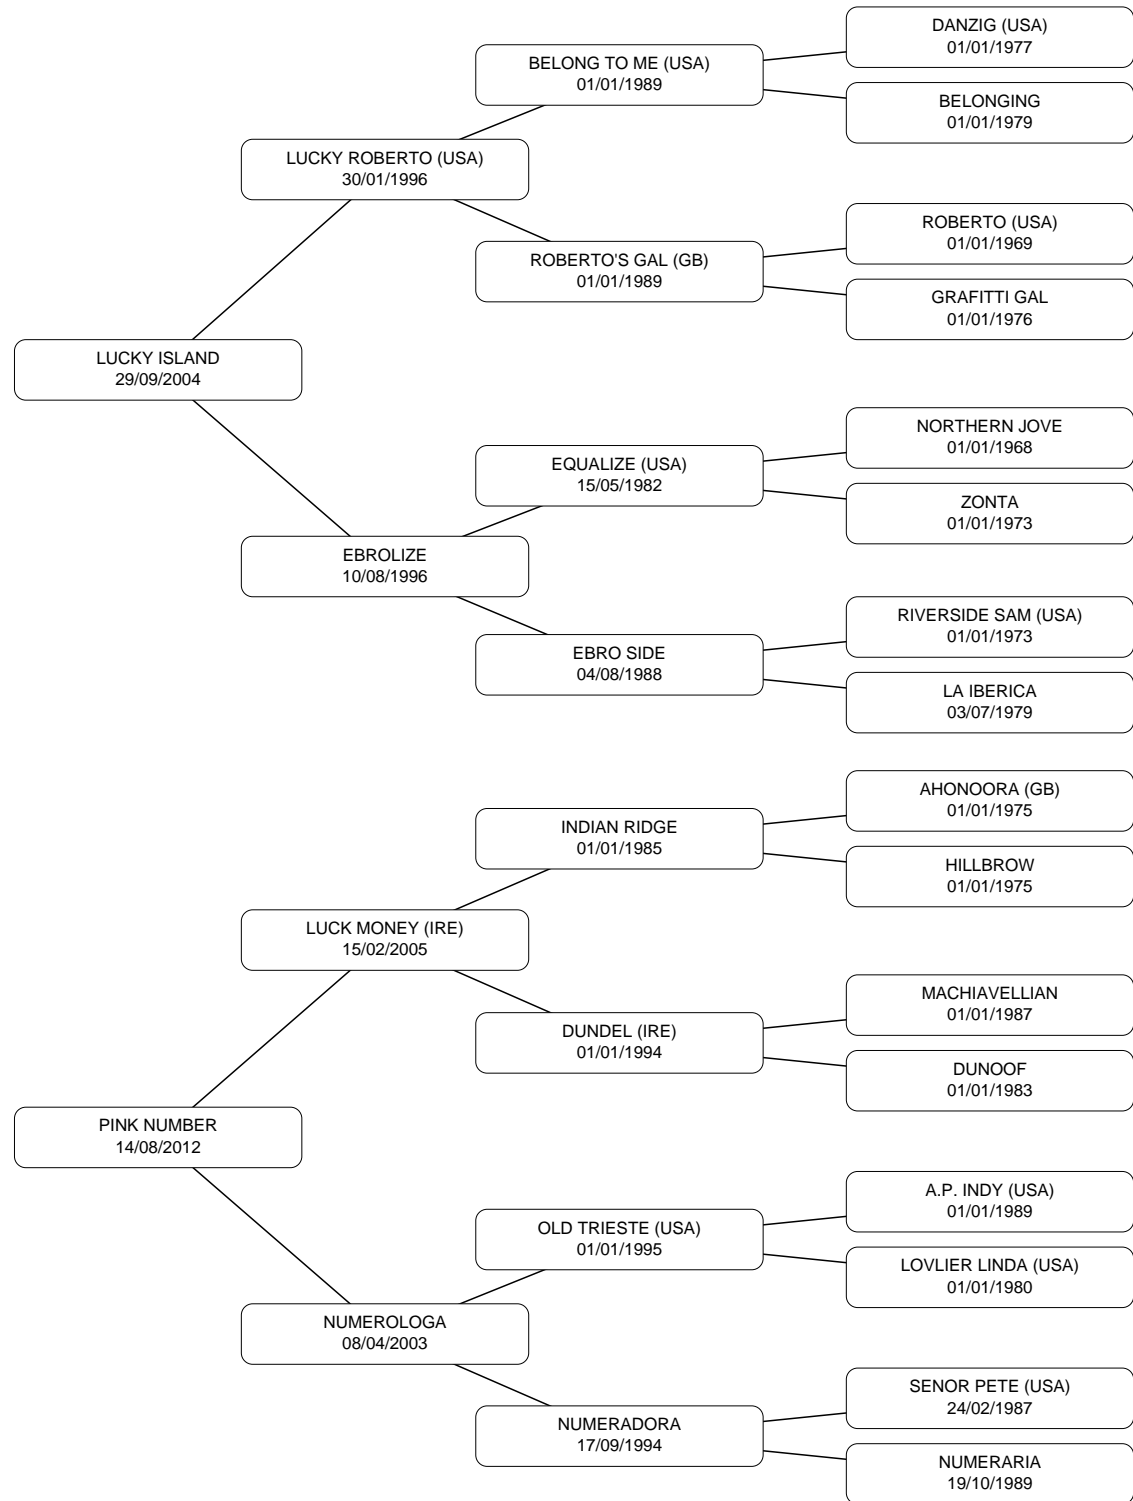 DANZIG (USA)
01/01/1977
BELONG TO ME (USA)
01/01/1989
BELONGING
01/01/1979
LUCKY ROBERTO (USA)
30/01/1996
ROBERTO (USA)
01/01/1969
ROBERTO'S GAL (GB)
01/01/1989
GRAFITTI GAL
01/01/1976
LUCKY ISLAND
29/09/2004
NORTHERN JOVE
01/01/1968
EQUALIZE (USA)
15/05/1982
ZONTA
01/01/1973
EBROLIZE
10/08/1996
RIVERSIDE SAM (USA)
01/01/1973
EBRO SIDE
04/08/1988
LA IBERICA
03/07/1979
AHONOORA (GB)
01/01/1975
INDIAN RIDGE
01/01/1985
HILLBROW
01/01/1975
LUCK MONEY (IRE)
15/02/2005
MACHIAVELLIAN
01/01/1987
DUNDEL (IRE)
01/01/1994
DUNOOF
01/01/1983
PINK NUMBER
14/08/2012
A.P. INDY (USA)
01/01/1989
OLD TRIESTE (USA)
01/01/1995
LOVLIER LINDA (USA)
01/01/1980
NUMEROLOGA
08/04/2003
SENOR PETE (USA)
24/02/1987
NUMERADORA
17/09/1994
NUMERARIA
19/10/1989